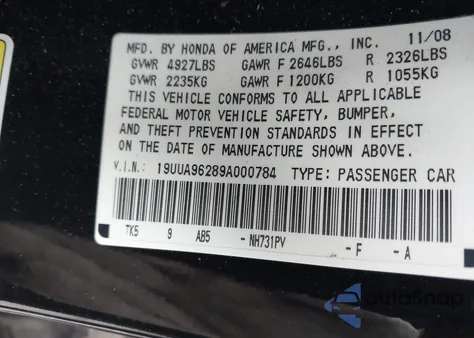 MFD. BY HONDA OF AMERICA MFG., INC. 11/08
GVWR 4927LBS GAWR F 2646LBS R 2326LBS
GVWR 2235KG GAWR F 1200KG R 1055KG
THIS VEHICLE CONFORMS TO ALL APPLICABLE
FEDERAL MOTOR VEHICLE SAFETY, BUMPER,
AND THEFT PREVENTION STANDARDS IN EFFECT
ON THE DATE OF MANUFACTURE SHOWN ABOVE.
V.I.N.: 19UUA96289A000784 TYPE: PASSENGER CAR
TK5 9 AB5 -NH731PV -F -A
autoSnap